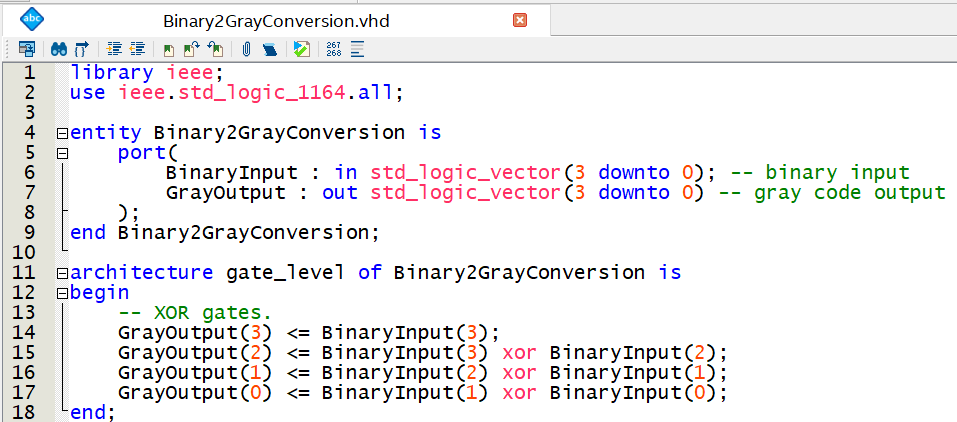 abc Binary2GrayConversion.vhd
267
268
1 library ieee;
2 use ieee.std_logic_1164.all;
3
4 entity Binary2GrayConversion is
5     port(
6         BinaryInput : in std_logic_vector(3 downto 0); -- binary input
7         GrayOutput : out std_logic_vector(3 downto 0) -- gray code output
8     );
9 end Binary2GrayConversion;
10
11 architecture gate_level of Binary2GrayConversion is
12 begin
13     -- XOR gates.
14     GrayOutput(3) <= BinaryInput(3);
15     GrayOutput(2) <= BinaryInput(3) xor BinaryInput(2);
16     GrayOutput(1) <= BinaryInput(2) xor BinaryInput(1);
17     GrayOutput(0) <= BinaryInput(1) xor BinaryInput(0);
18 end;